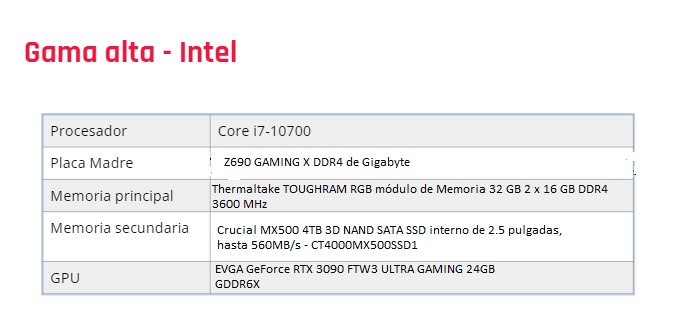 Gama alta - Intel
Procesador
Core i7-10700
Placa Madre
Z690 GAMING X DDR4 de Gigabyte
Memoria principal
Thermaltake TOUGHRAM RGB módulo de Memoria 32 GB 2 x 16 GB DDR4
3600 MHz
Memoria secundaria
Crucial MX500 4TB 3D NAND SATA SSD interno de 2.5 pulgadas,
hasta 560MB/s - CT4000MX500SSD1
GPU
EVGA GeForce RTX 3090 FTW3 ULTRA GAMING 24GB
GDDR6X